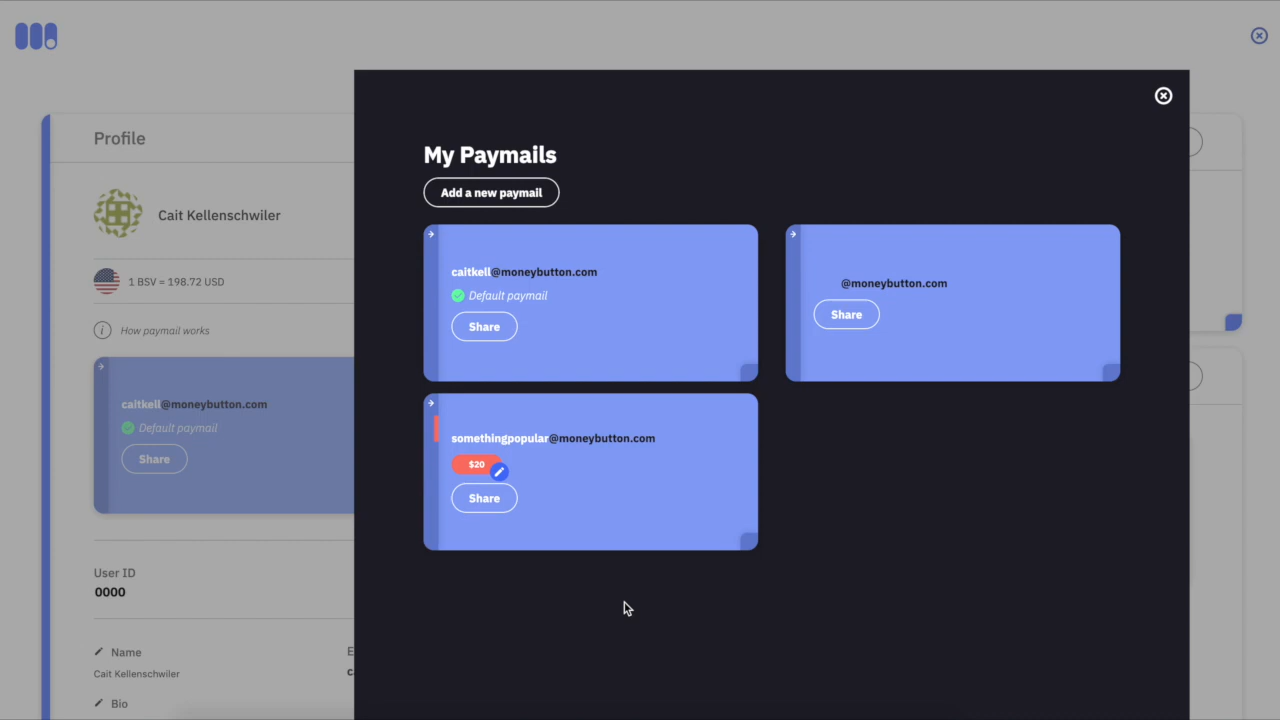 Profile
Cait Kellenschwiler
1 BSV = 198.72 USD
How paymail works
caitkell@moneybutton.com
Default paymail
Share
User ID
0000
Name
Cait Kellenschwiler
Bio
My Paymails
Add a new paymail
caitkell@moneybutton.com
Default paymail
Share
@moneybutton.com
Share
somethingpopular@moneybutton.com
$20
Share